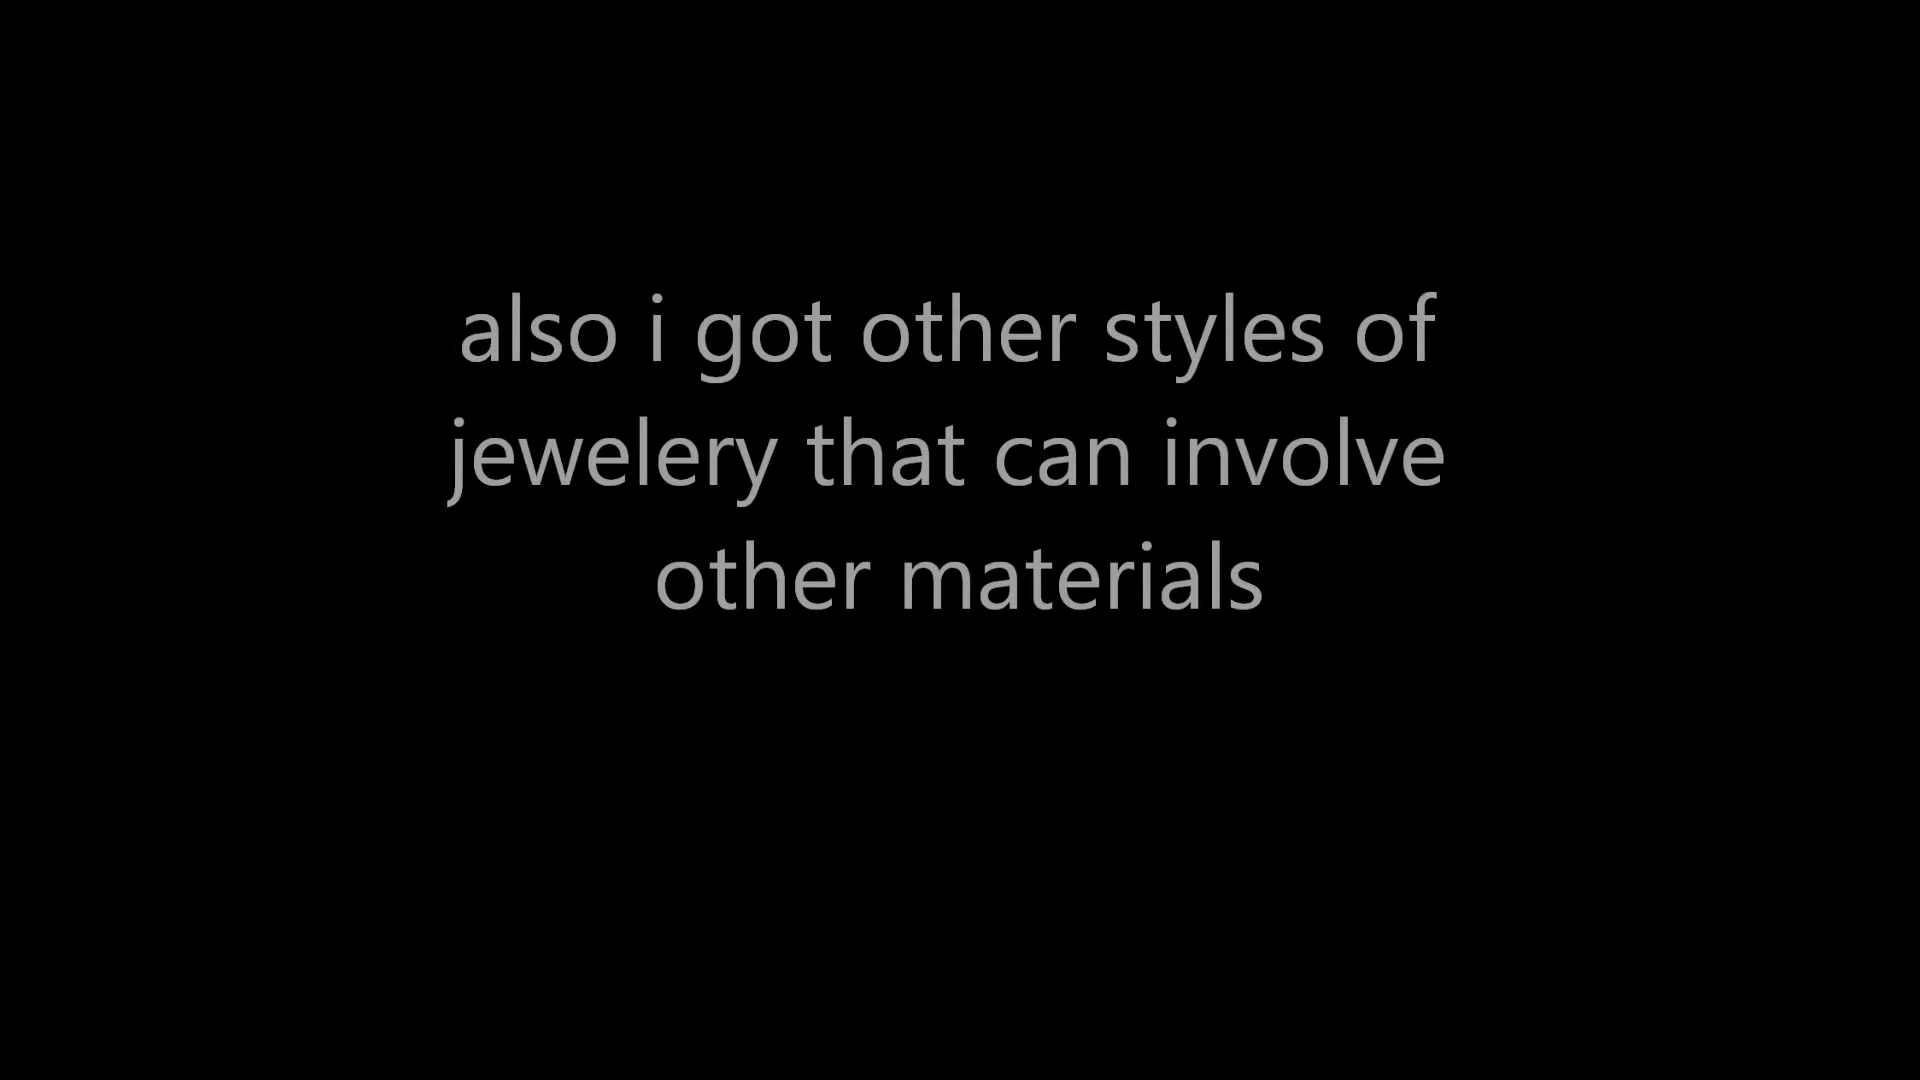 also i got other styles of
jewelery that can involve
other materials